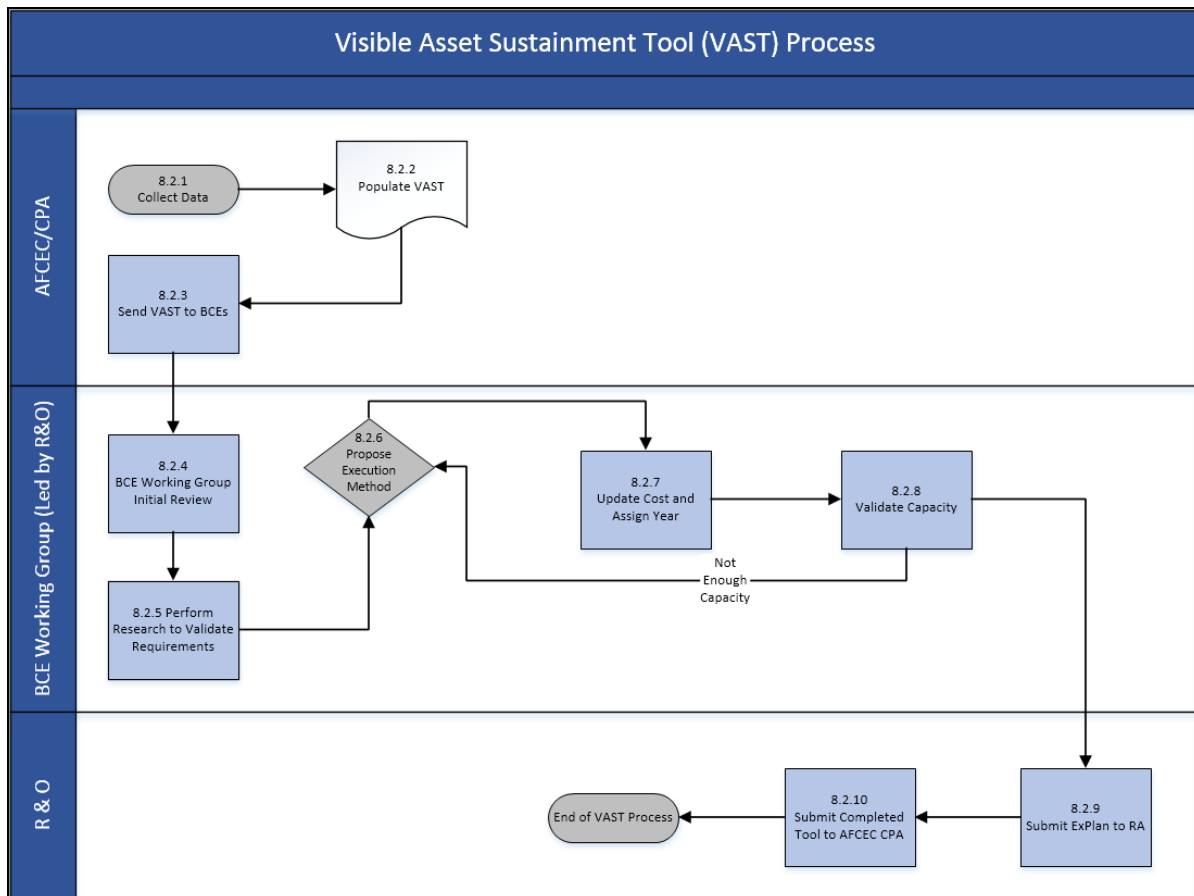 Visible Asset Sustainment Tool (VAST) Process
AFCEC/CPA
8.2.1
Collect Data
8.2.2
Populate VAST
8.2.3
Send VAST to BCEs
BCE Working Group (Led by R&O)
8.2.4
BCE Working Group
Initial Review
8.2.5 Perform
Research to Validate
Requirements
8.2.6
Propose
Execution
Method
8.2.7
Update Cost and
Assign Year
8.2.8
Validate Capacity
Not
Enough
Capacity
R & O
End of VAST Process
8.2.10
Submit Completed
Tool to AFCEC CPA
8.2.9
Submit ExPlan to RA